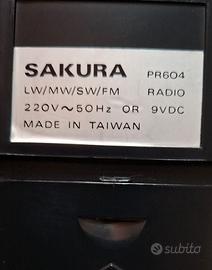 SAKURA PR604
LW/MW/SW/FM RADIO
220V~50Hz OR 9VDC
MADE IN TAIWAN
subito